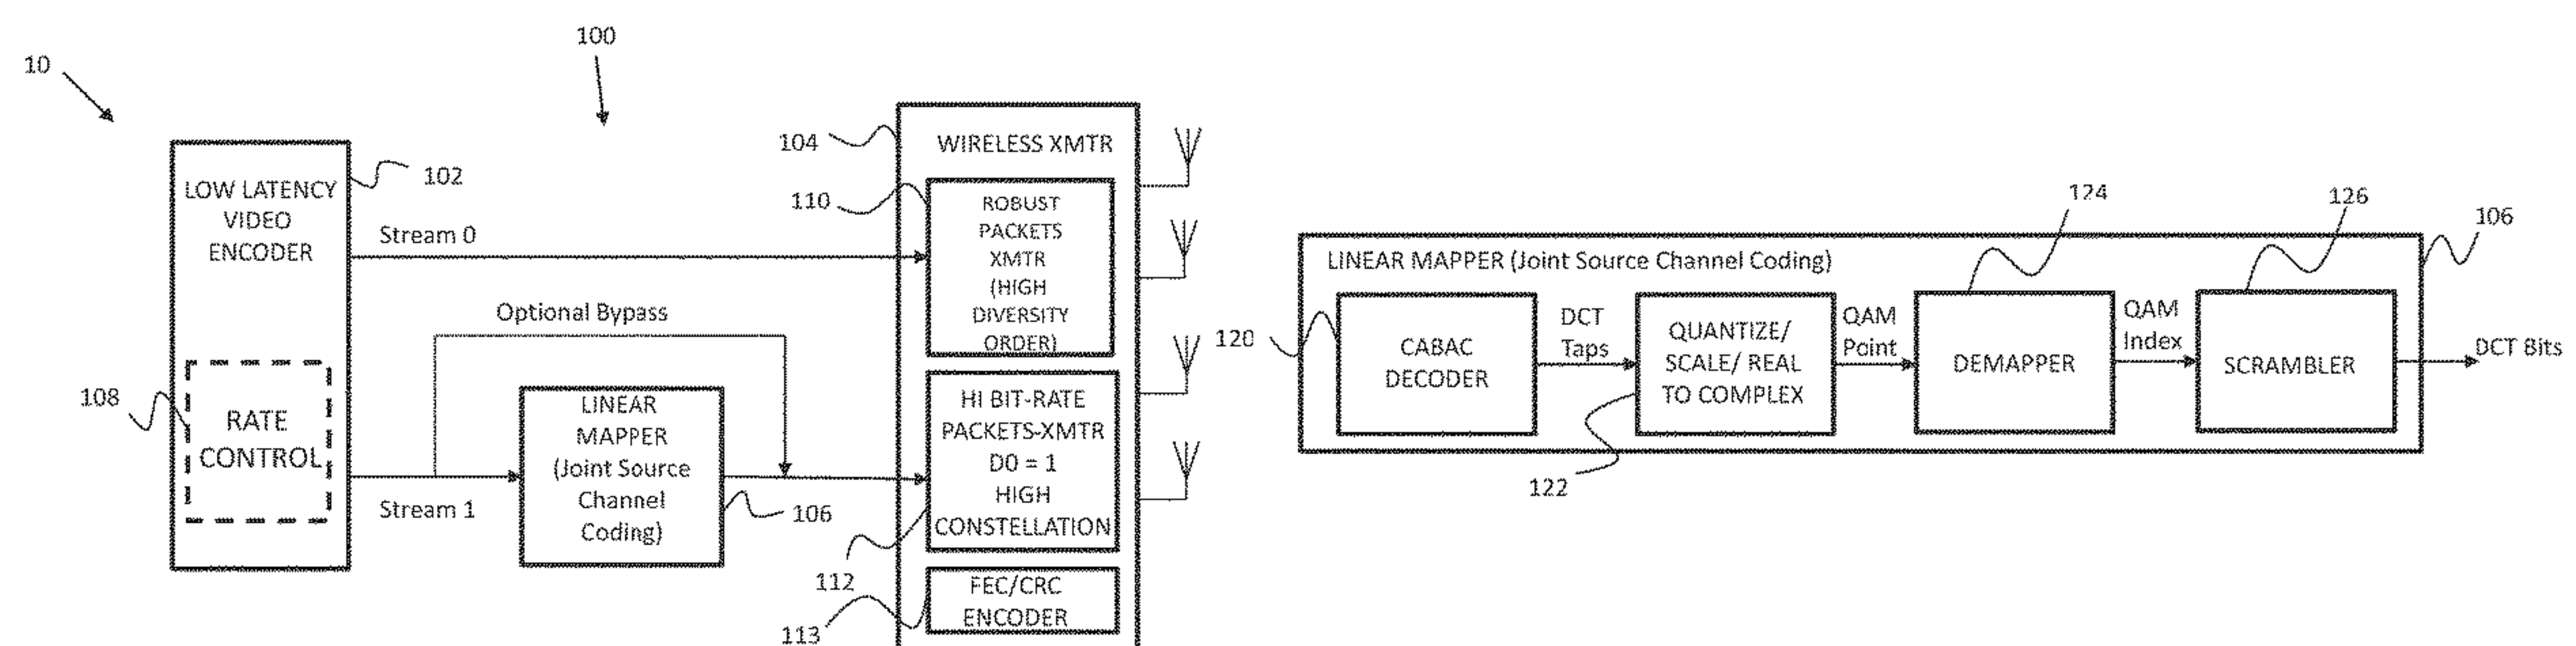 10
100
LOW LATENCY
VIDEO
ENCODER
102
108
RATE
CONTROL
Stream 0
Optional Bypass
Stream 1
LINEAR
MAPPER
(Joint Source
Channel
Coding)
106
104
WIRELESS XMTR
110
ROBUST
PACKETS
XMTR
(HIGH
DIVERSITY
ORDER)
HI BIT-RATE
PACKETS-XMTR
D0 = 1
HIGH
CONSTELLATION
112
FEC/CRC
ENCODER
113
124
126
106
LINEAR MAPPER (Joint Source Channel Coding)
120
CABAC
DECODER
DCT
Taps
QUANTIZE/
SCALE/ REAL
TO COMPLEX
122
QAM
Point
DEMAPPER
QAM
Index
SCRAMBLER
DCT Bits